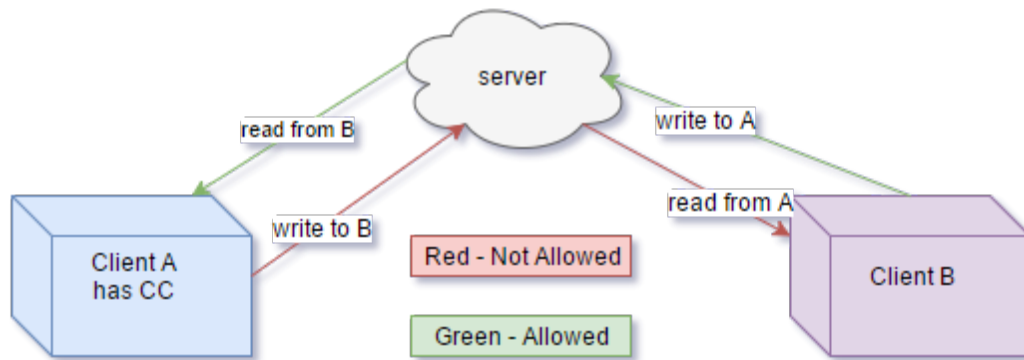 server
read from B
write to A
write to B
read from A
Client A
has CC
Red - Not Allowed
Client B
Green - Allowed